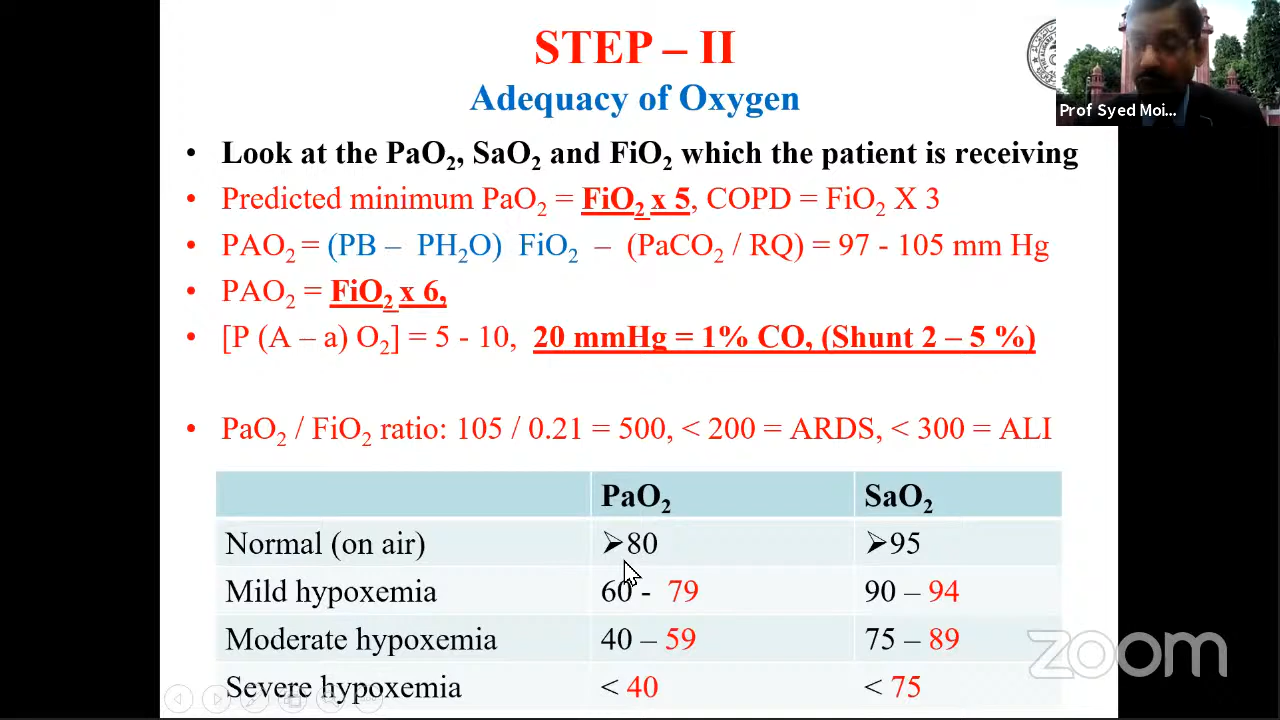 STEP – II
Adequacy of Oxygen
Prof Syed Moi...
• Look at the PaO₂, SaO₂ and FiO₂ which the patient is receiving
• Predicted minimum PaO₂ = FiO₂ x 5, COPD = FiO₂ X 3
• PAO₂ = (PB – PH₂O) FiO₂ – (PaCO₂ / RQ) = 97 - 105 mm Hg
• PAO₂ = FiO₂ x 6,
• [P (A – a) O₂] = 5 - 10, 20 mmHg = 1% CO, (Shunt 2 – 5 %)
• PaO₂ / FiO₂ ratio: 105 / 0.21 = 500, < 200 = ARDS, < 300 = ALI
PaO₂ SaO₂
Normal (on air) ➢80 ➢95
Mild hypoxemia 60 - 79 90 – 94
Moderate hypoxemia 40 – 59 75 – 89
Severe hypoxemia < 40 < 75
zoom